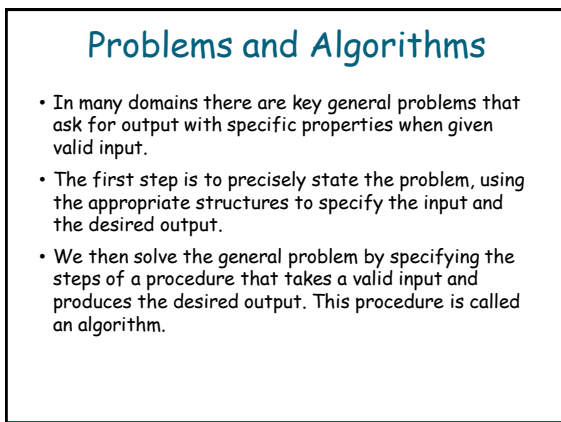 Problems and Algorithms
• In many domains there are key general problems that
ask for output with specific properties when given
valid input.
• The first step is to precisely state the problem, using
the appropriate structures to specify the input and
the desired output.
• We then solve the general problem by specifying the
steps of a procedure that takes a valid input and
produces the desired output. This procedure is called
an algorithm.